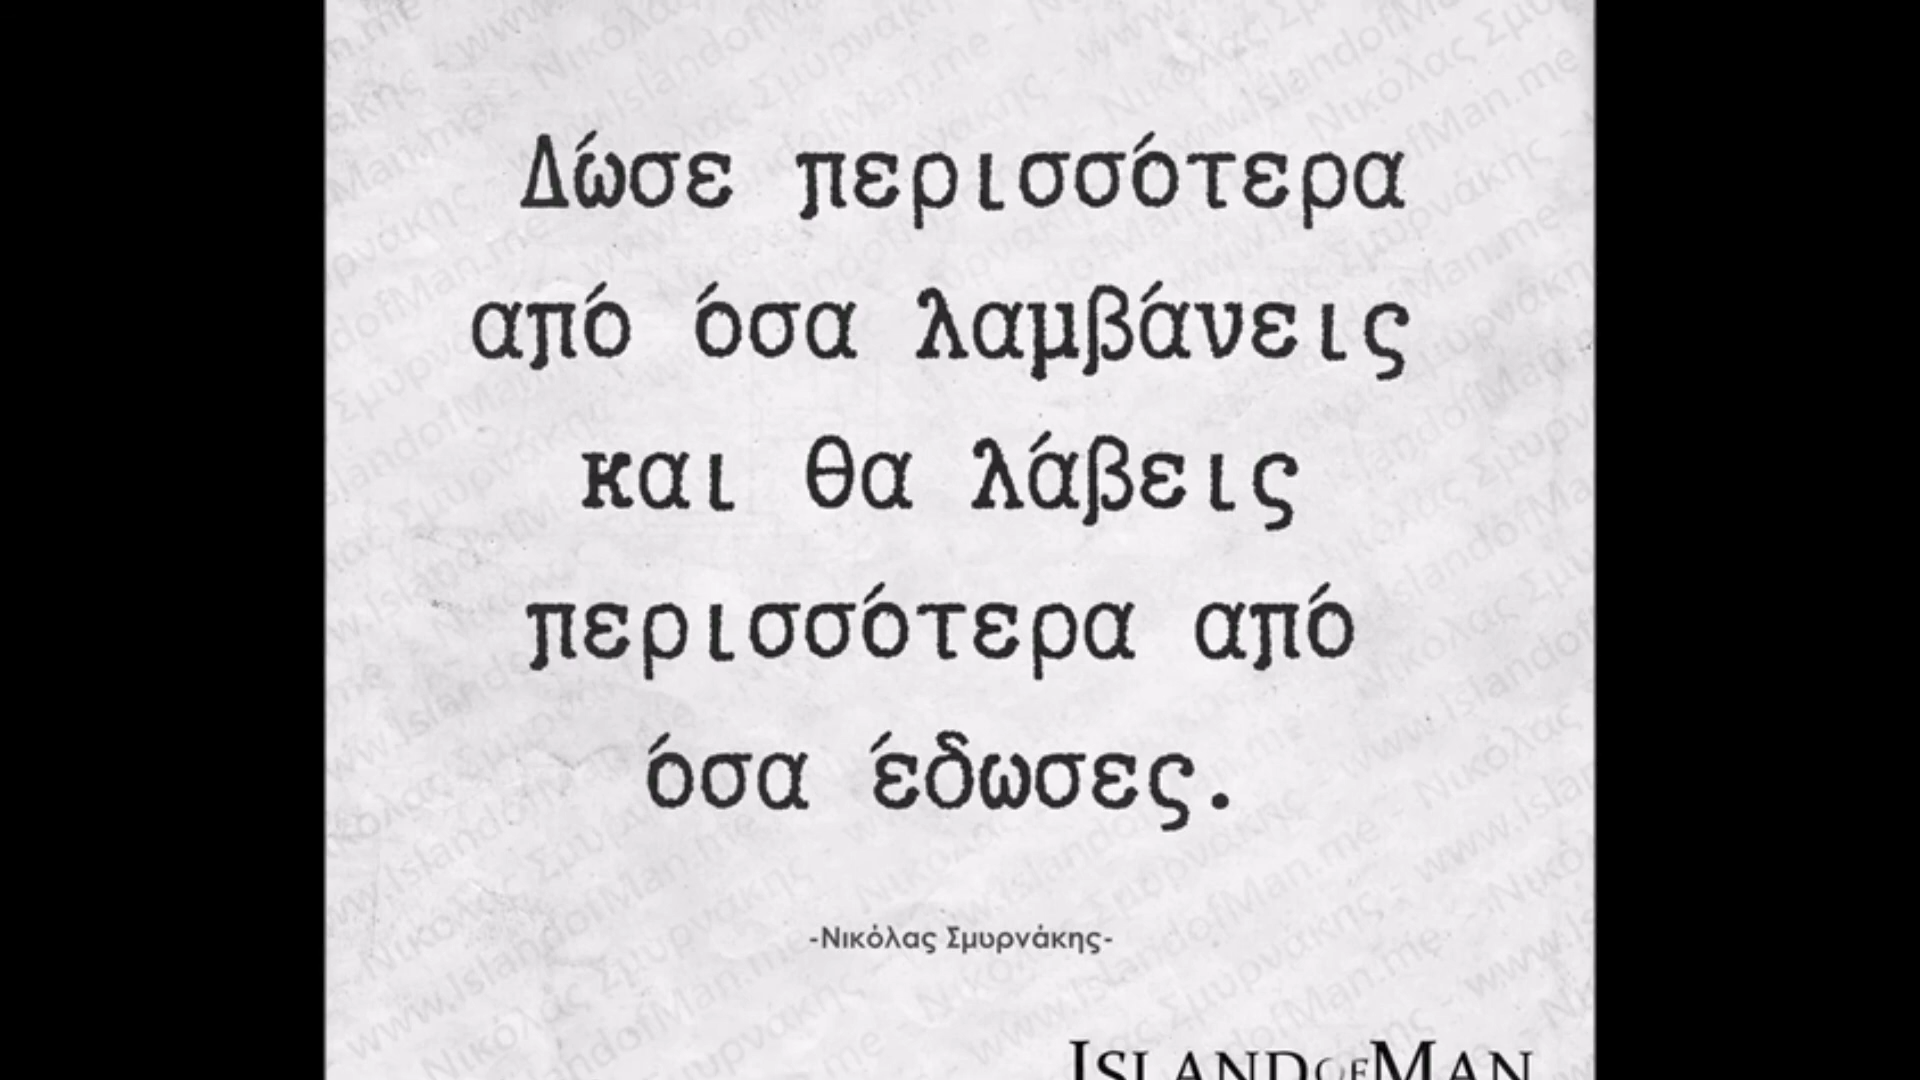 Δώσε περισσότερα
από όσα λαμβάνεις
και θα λάβεις
περισσότερα από
όσα έδωσες.
-Νικόλας Σμυρνάκης-
ISLANDOFMAN